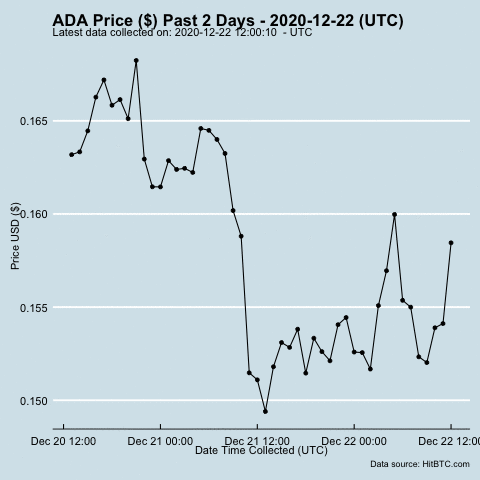 ADA Price ($) Past 2 Days - 2020-12-22 (UTC)
Latest data collected on: 2020-12-22 12:00:10 - UTC
0.165
0.160
0.155
0.150
Price USD ($)
Dec 20 12:00 Dec 21 00:00 Dec 21 12:00 Dec 22 00:00 Dec 22 12:00
Date Time Collected (UTC)
Data source: HitBTC.com